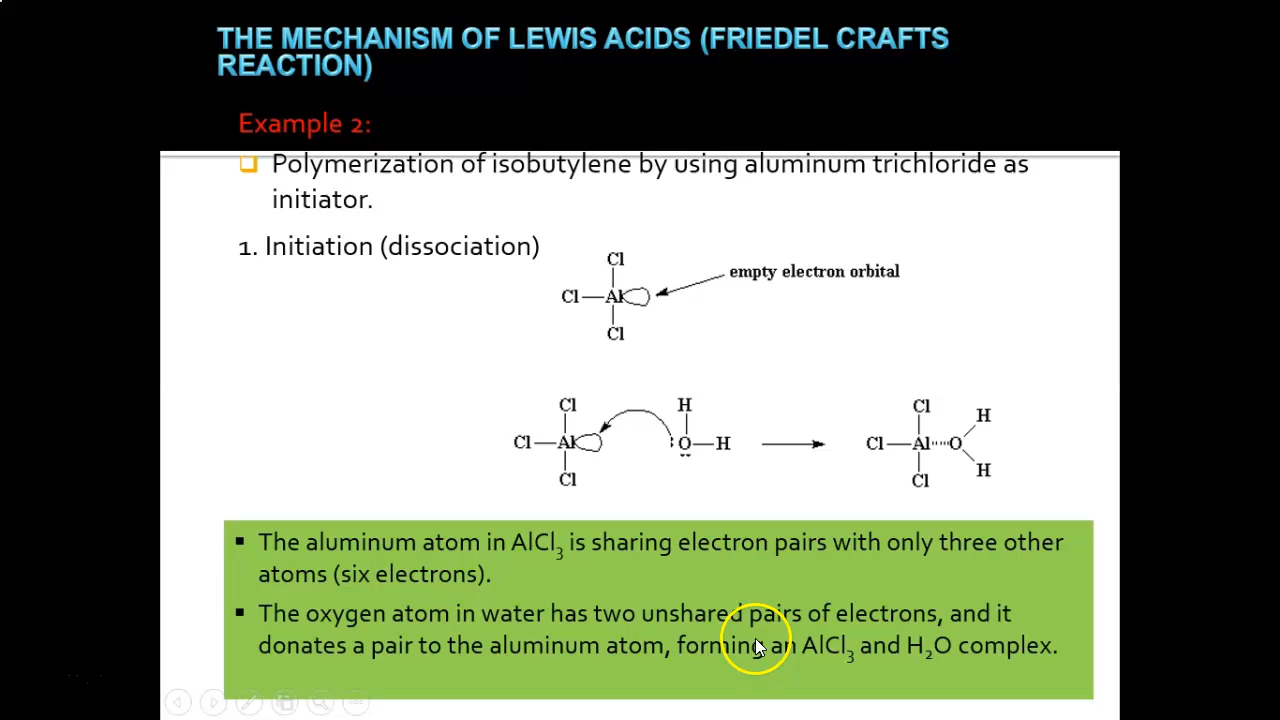 THE MECHANISM OF LEWIS ACIDS (FRIEDEL CRAFTS
REACTION)
Example 2:
Polymerization of isobutylene by using aluminum trichloride as
initiator.
1. Initiation (dissociation)
Cl
empty electron orbital
Cl Al
Cl
Cl H Cl H
Cl Al :O H Cl Al O
Cl Cl H
The aluminum atom in AlCl₃ is sharing electron pairs with only three other
atoms (six electrons).
The oxygen atom in water has two unshared pairs of electrons, and it
donates a pair to the aluminum atom, forming an AlCl₃ and H₂O complex.